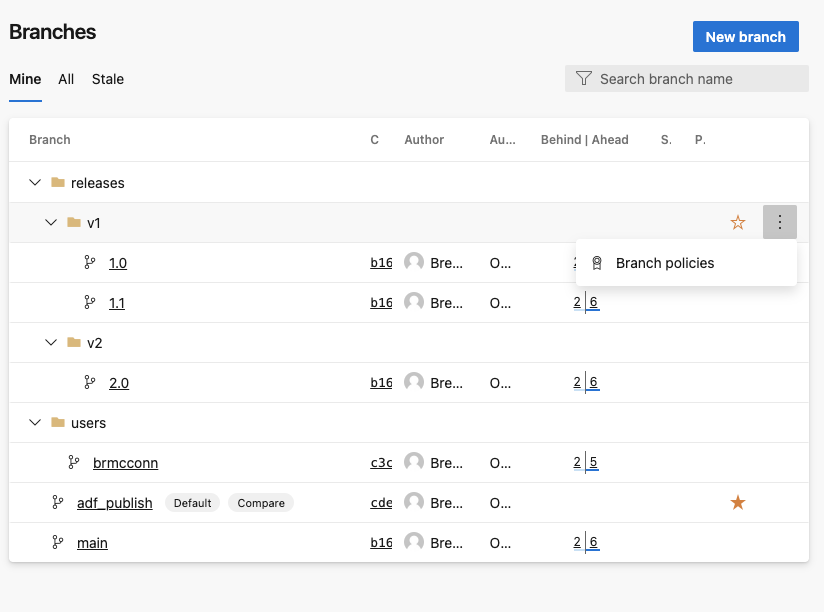 Branches
New branch
Mine All Stale
Search branch name
Branch C Author Au... Behind | Ahead S. P.
releases
v1
1.0 b16 Bre... O...
Branch policies
1.1 b16 Bre... O... 2 6
v2
2.0 b16 Bre... O... 2 6
users
brmcconn c3c Bre... O... 2 5
adf_publish Default Compare cde Bre... O...
main b16 Bre... O... 2 6